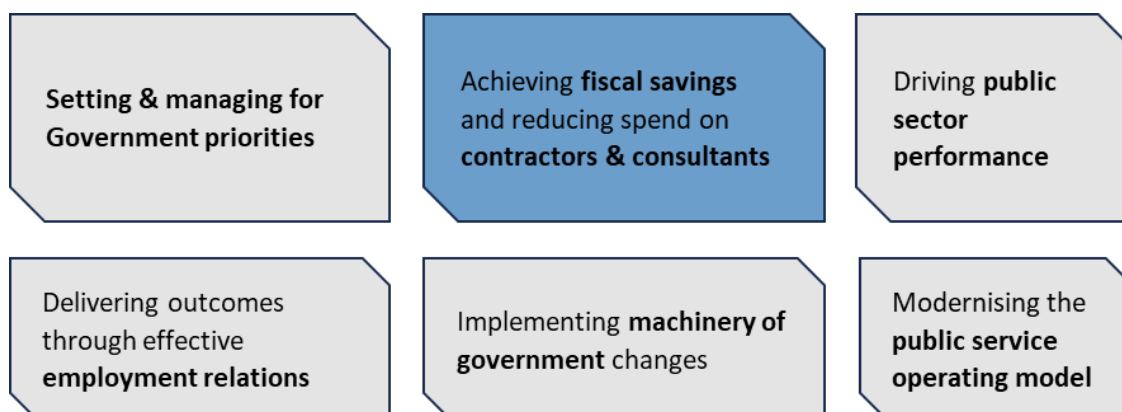 Setting & managing for
Government priorities
Achieving fiscal savings
and reducing spend on
contractors & consultants
Driving public
sector
performance
Delivering outcomes
through effective
employment relations
Implementing machinery of
government changes
Modernising the
public service
operating model